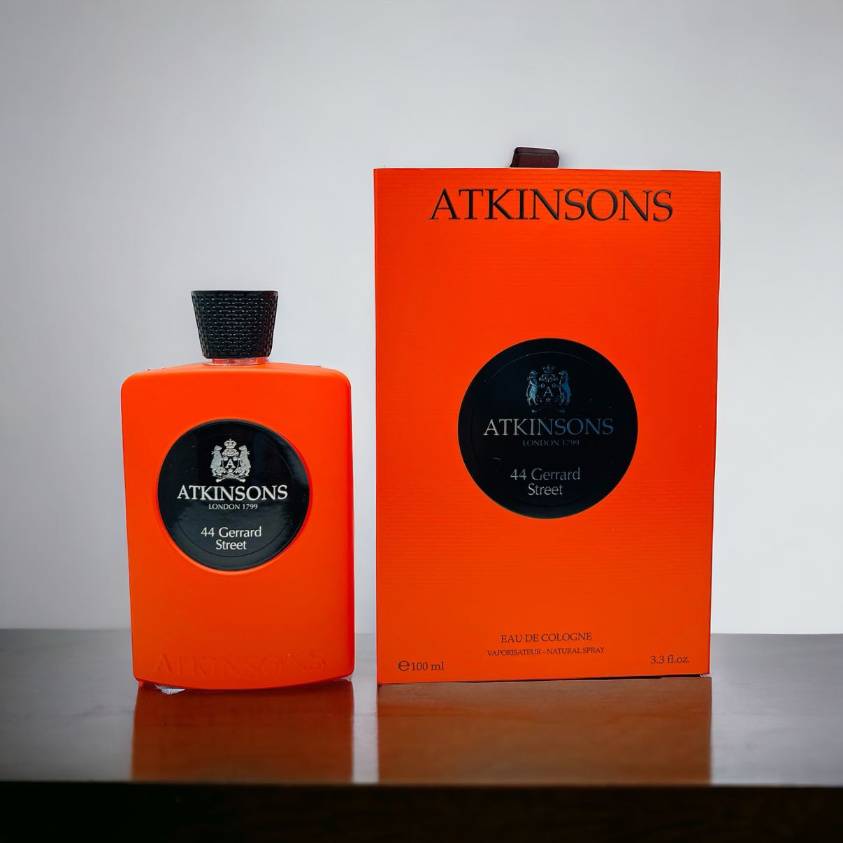 ATKINSONS
A
ATKINSONS
LONDON 1799
44 Gerrard
Street
EAU DE COLOGNE
VAPORISATEUR - NATURAL SPRAY
e100 ml
3.3 fl.oz.
A
ATKINSONS
LONDON 1799
44 Gerrard
Street
ATKINSONS